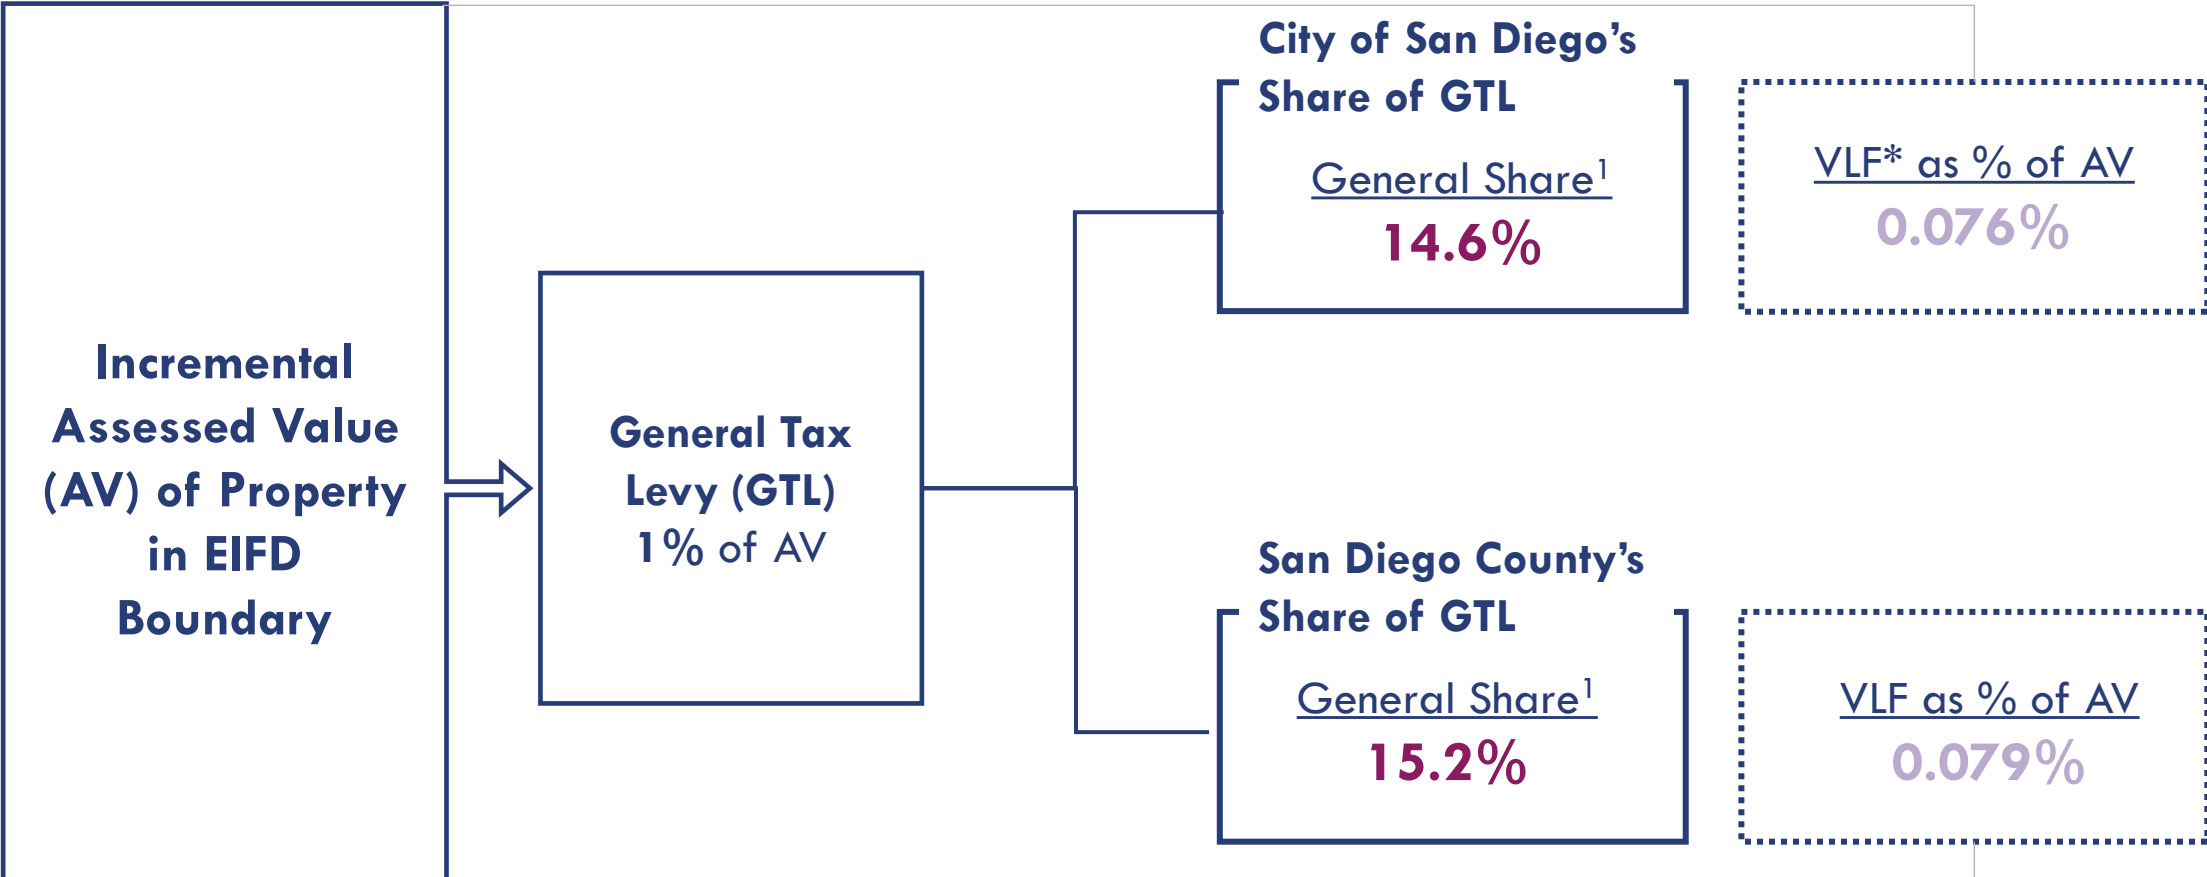 Incremental
Assessed Value
(AV) of Property
in EIFD
Boundary
General Tax
Levy (GTL)
1% of AV
City of San Diego's
Share of GTL
General Share¹
14.6%
VLF* as % of AV
0.076%
San Diego County's
Share of GTL
General Share¹
15.2%
VLF as % of AV
0.079%